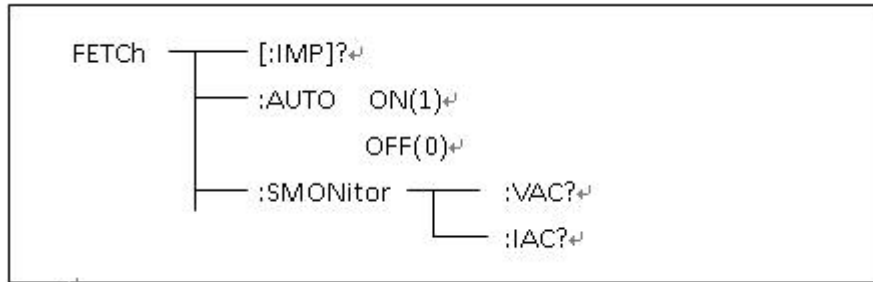 FETCh [:IMP]?↵
:AUTO ON(1)↵
OFF(0)↵
:SMONitor :VAC?↵
:IAC?↵